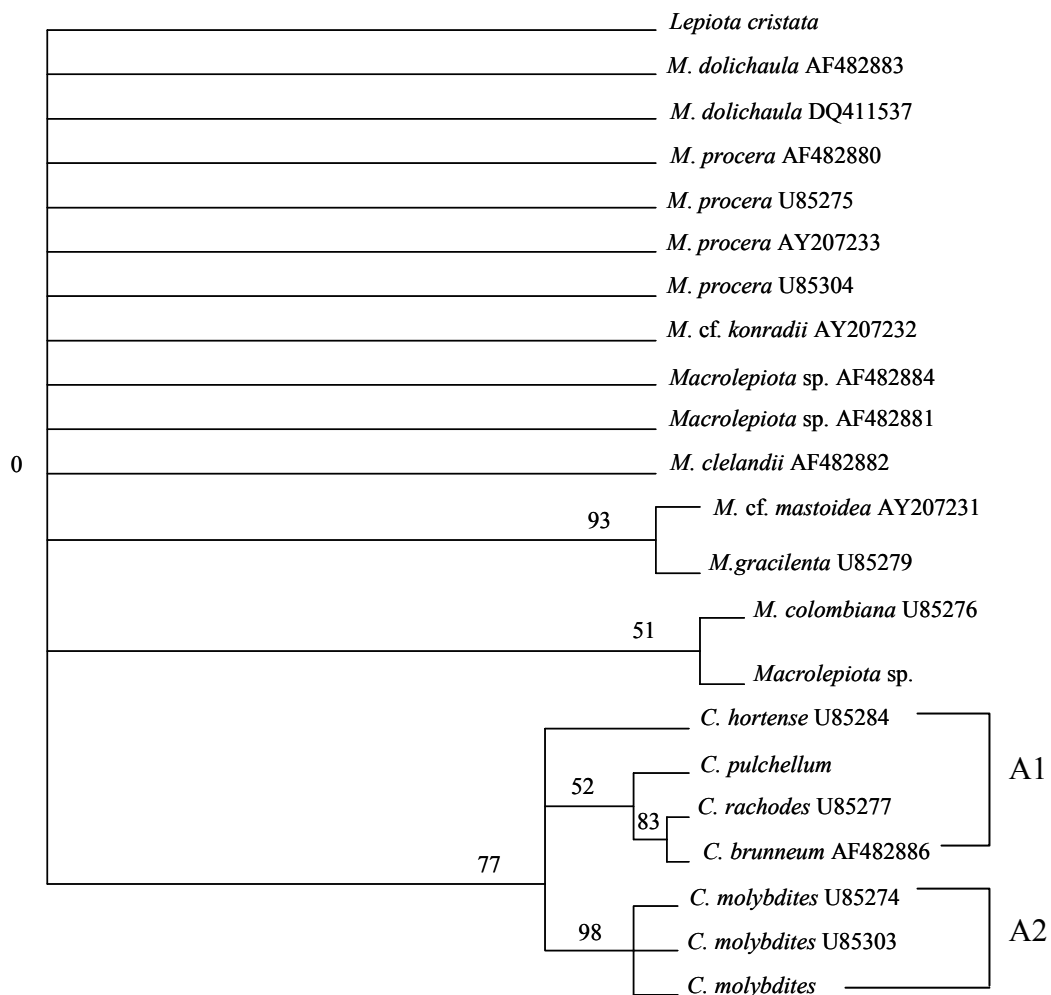 Lepiota cristata
M. dolichaula AF482883
M. dolichaula DQ411537
M. procera AF482880
M. procera U85275
M. procera AY207233
M. procera U85304
M. cf. konradii AY207232
Macrolepiota sp. AF482884
Macrolepiota sp. AF482881
0
M. clelandii AF482882
M. cf. mastoidea AY207231
93
M.gracilenta U85279
M. colombiana U85276
51
Macrolepiota sp.
C. hortense U85284
A1
C. pulchellum
52
C. rachodes U85277
83
C. brunneum AF482886
77
C. molybdites U85274
A2
98
C. molybdites U85303
C. molybdites